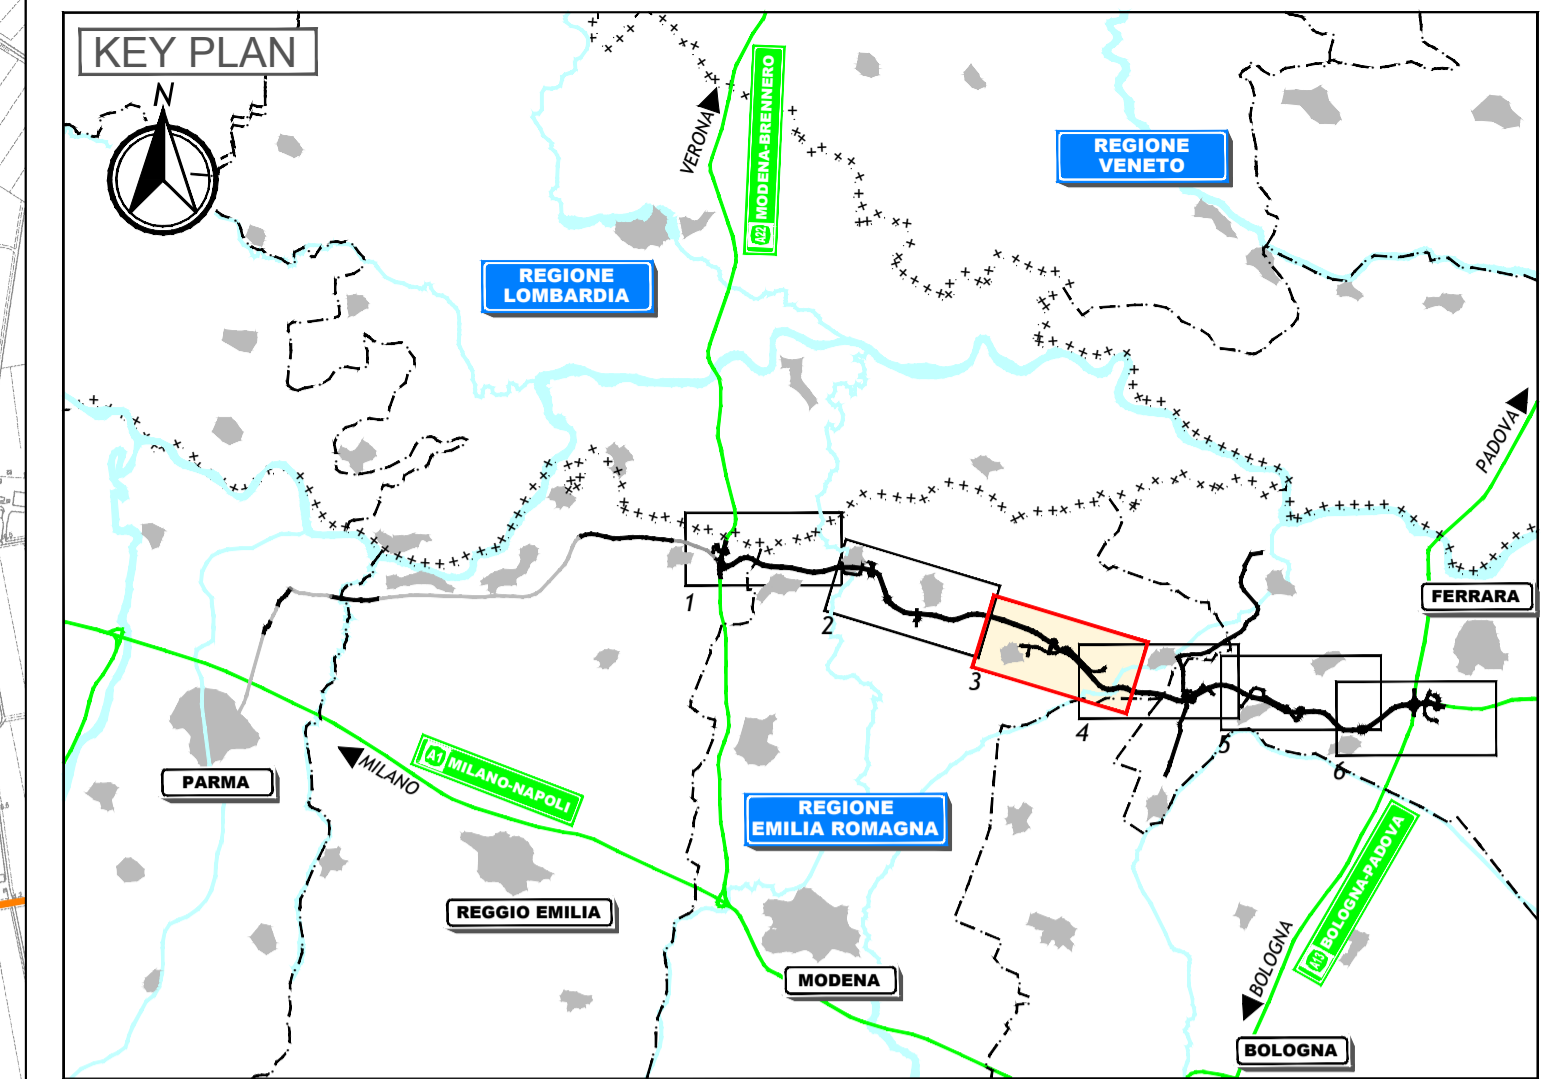 KEY PLAN
N
VERONA
A22 MODENA-BRENNERO
REGIONE
VENETO
REGIONE
LOMBARDIA
PADOVA
1
2
3
4
5
6
FERRARA
PARMA
MILANO
A1 MILANO-NAPOLI
REGIONE
EMILIA ROMAGNA
A13 BOLOGNA-PADOVA
REGGIO EMILIA
MODENA
BOLOGNA
BOLOGNA